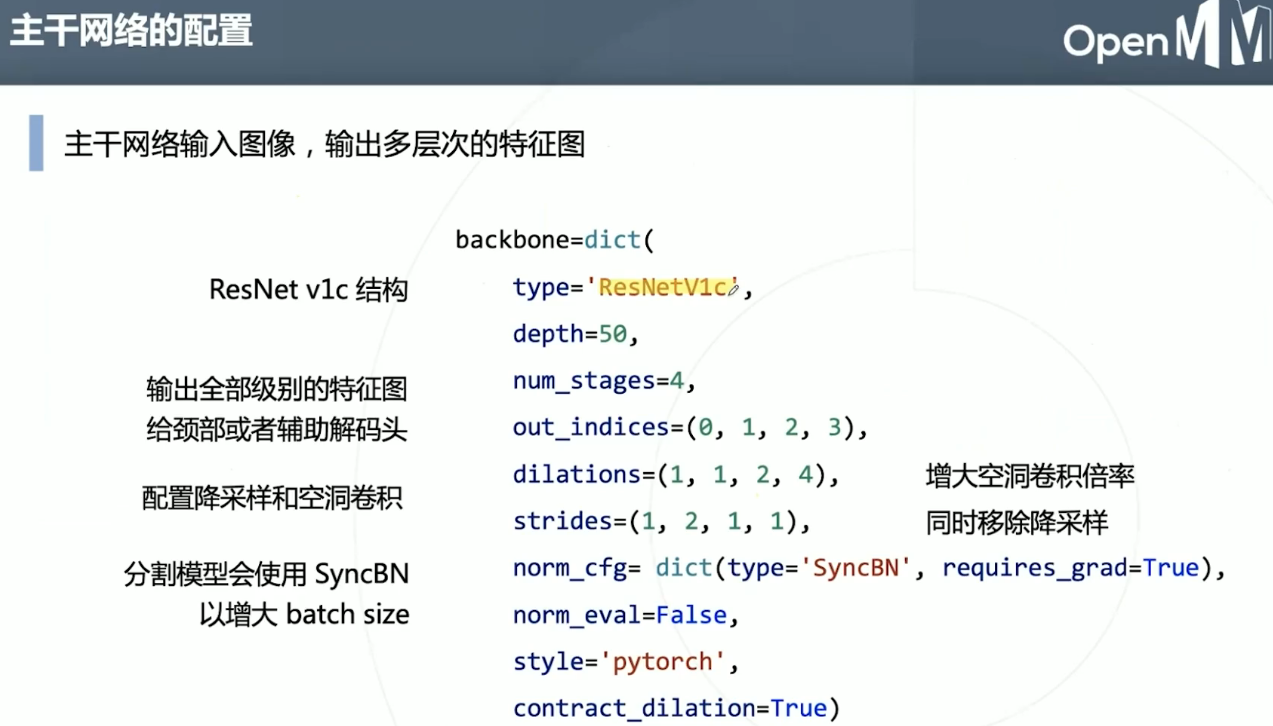 主干网络的配置
OpenMM
主干网络输入图像，输出多层次的特征图
backbone=dict(
ResNet v1c 结构
type='ResNetV1c',
depth=50,
输出全部级别的特征图
给颈部或者辅助解码头
num_stages=4,
out_indices=(0, 1, 2, 3),
配置降采样和空洞卷积
dilations=(1, 1, 2, 4),
增大空洞卷积倍率
strides=(1, 2, 1, 1),
同时移除降采样
分割模型会使用 SyncBN
以增大 batch size
norm_cfg= dict(type='SyncBN', requires_grad=True),
norm_eval=False,
style='pytorch',
contract_dilation=True)